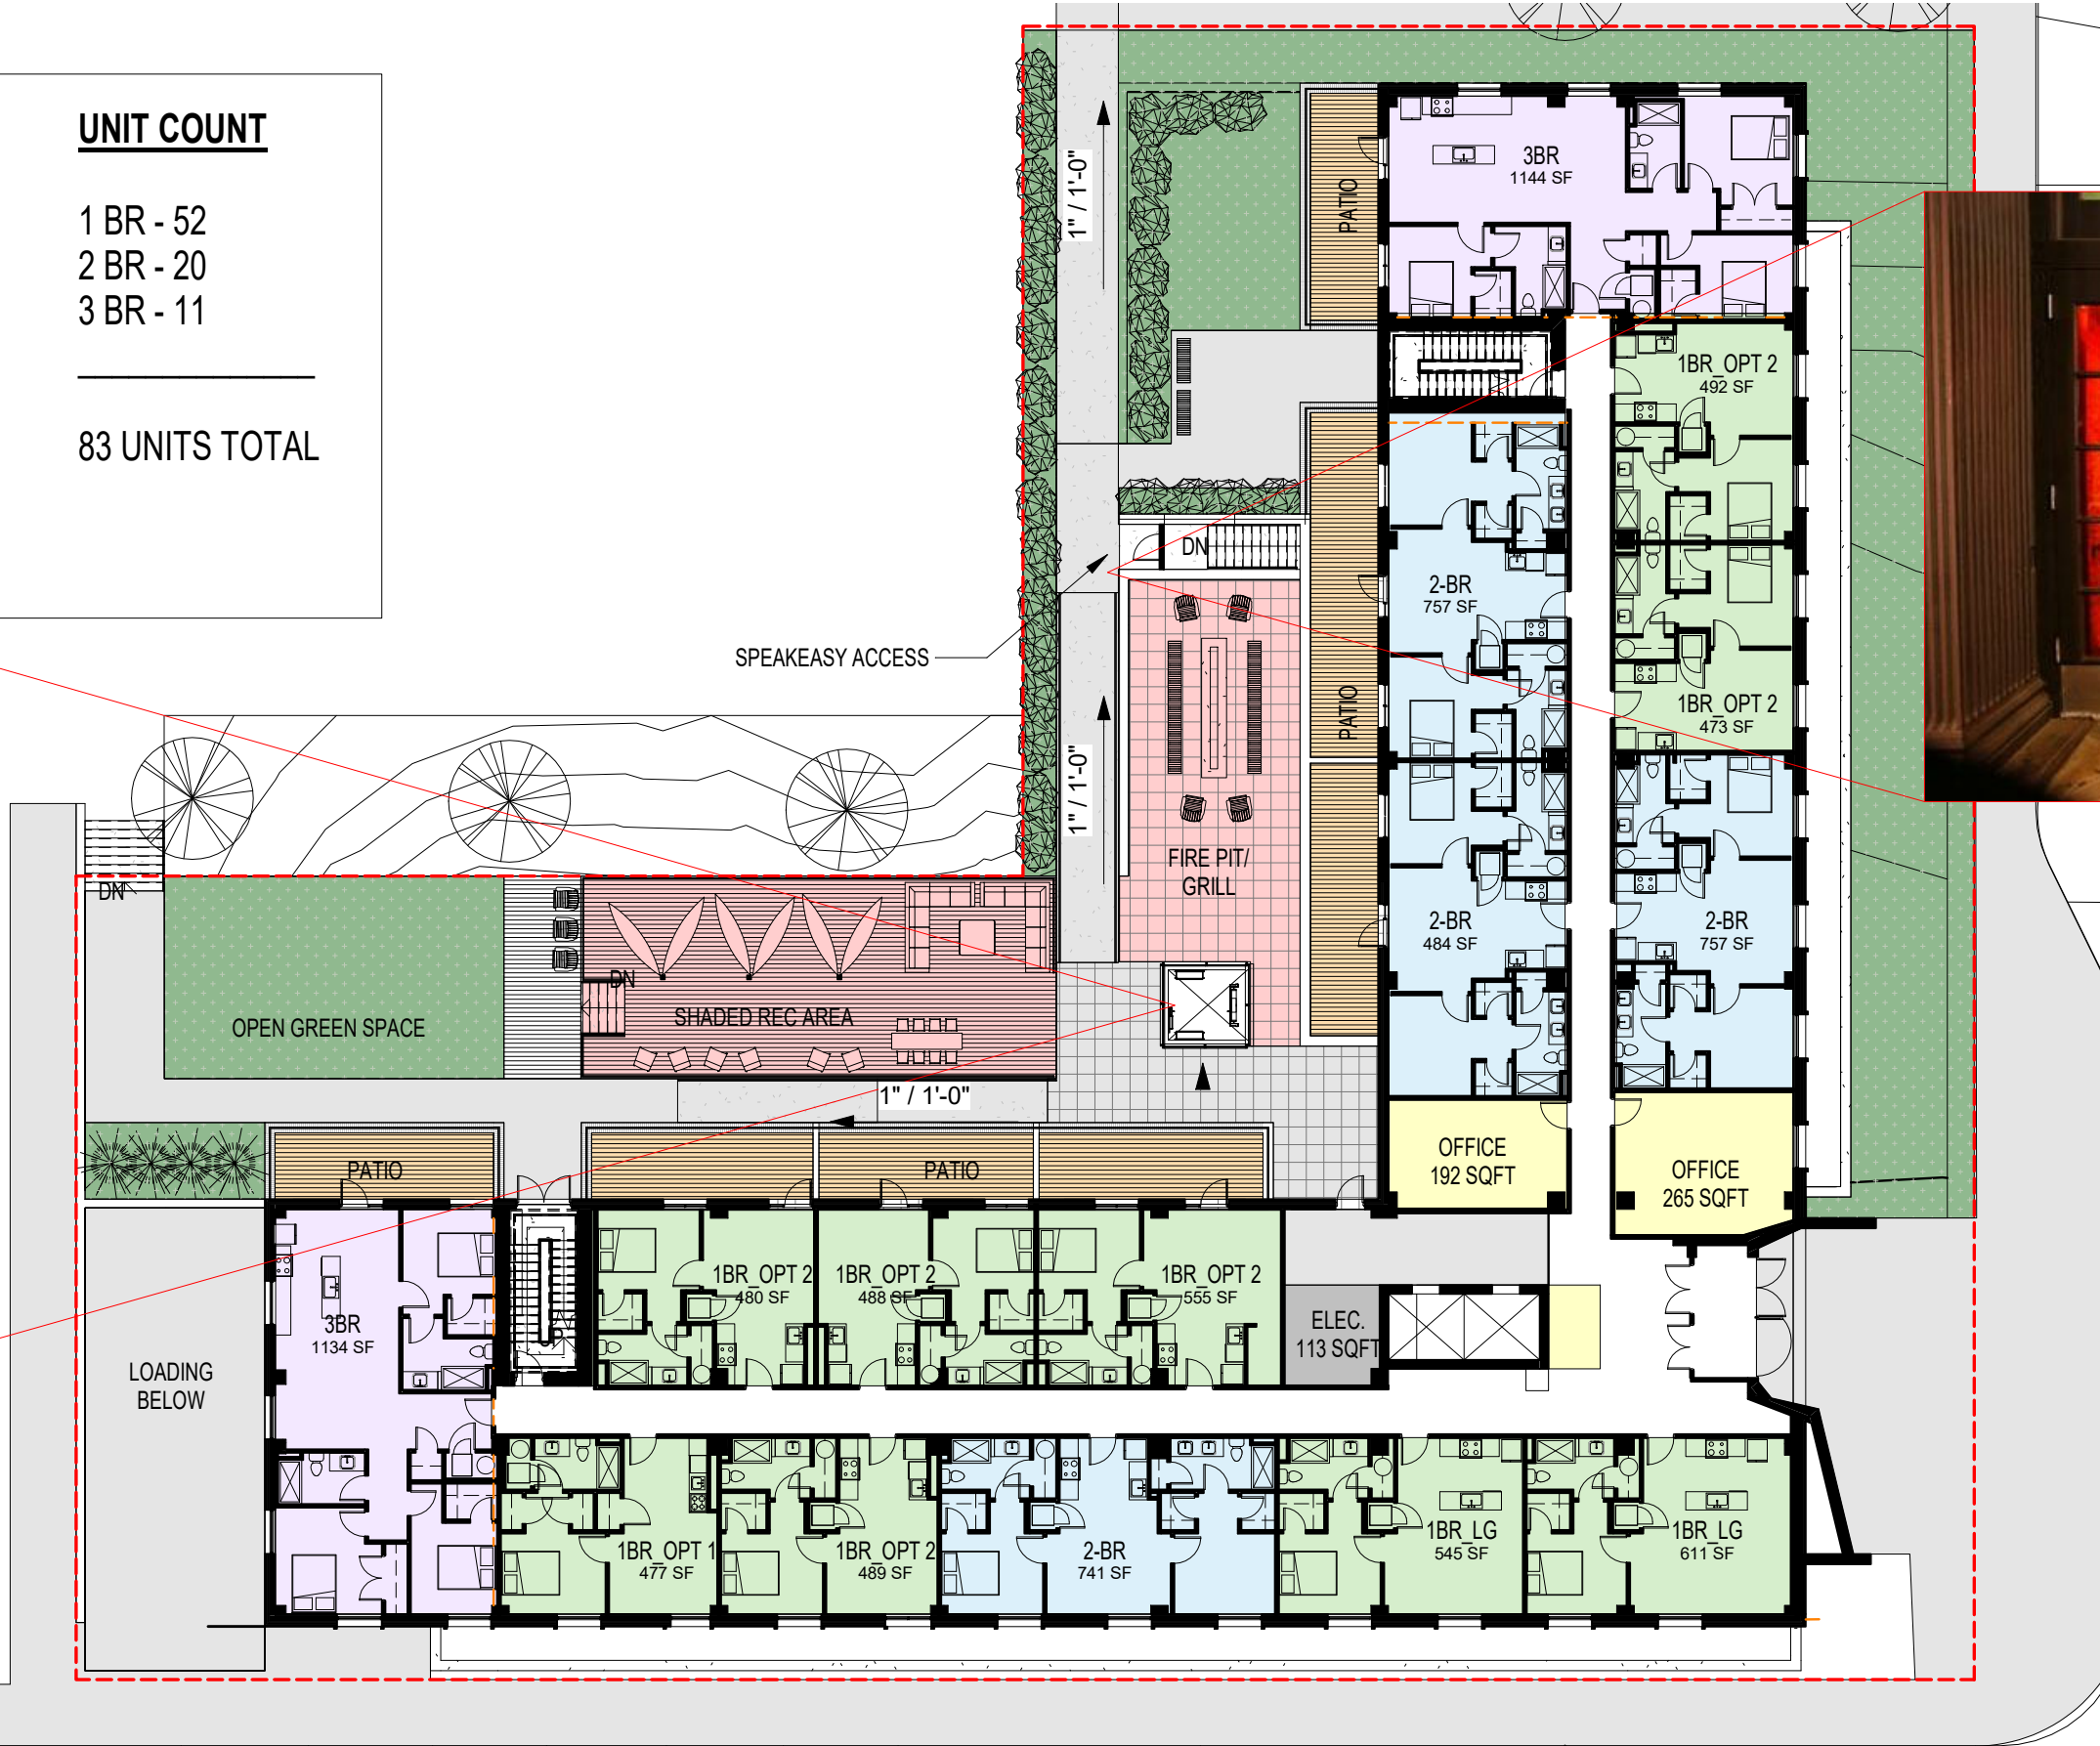 UNIT COUNT
1 BR - 52
2 BR - 20
3 BR - 11
83 UNITS TOTAL
1" / 1'-0"
PATIO
3BR
1144 SF
1BR_OPT 2
492 SF
DN
2-BR
757 SF
SPEAKEASY ACCESS
PATIO
1BR_OPT 2
473 SF
1" / 1'-0"
FIRE PIT/
GRILL
DN
2-BR
484 SF
2-BR
757 SF
DN
OPEN GREEN SPACE
SHADED REC AREA
1" / 1'-0"
OFFICE
192 SQFT
OFFICE
265 SQFT
PATIO
PATIO
1BR_OPT 2
480 SF
1BR_OPT 2
488 SF
1BR_OPT 2
555 SF
3BR
1134 SF
ELEC.
113 SQFT
LOADING
BELOW
1BR_OPT 1
477 SF
1BR_OPT 2
489 SF
2-BR
741 SF
1BR_LG
545 SF
1BR_LG
611 SF